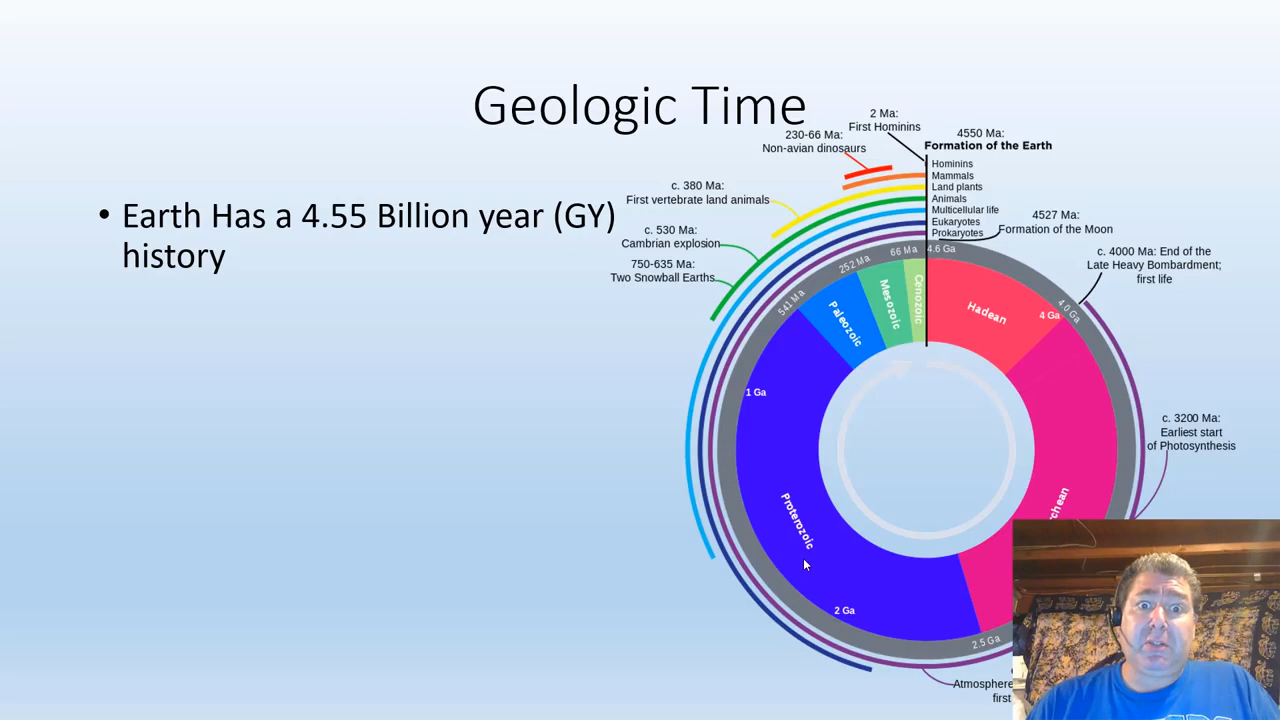 Geologic Time
• Earth Has a 4.55 Billion year (GY)
history
2 Ma:
First Hominins
230-66 Ma:
Non-avian dinosaurs
c. 380 Ma:
First vertebrate land animals
c. 530 Ma:
Cambrian explosion
750-635 Ma:
Two Snowball Earths
4550 Ma:
Formation of the Earth
Hominins
Mammals
Land plants
Animals
Multicellular life
Eukaryotes
Prokaryotes
4527 Ma:
Formation of the Moon
c. 4000 Ma: End of the
Late Heavy Bombardment;
first life
c. 3200 Ma:
Earliest start
of Photosynthesis
4.6 Ga
4.0 Ga
2.5 Ga
541 Ma
252 Ma
66 Ma
Hadean
4 Ga
chean
Proterozoic
2 Ga
1 Ga
Paleozoic
Mesozoic
Cenozoic
Atmosphere
first